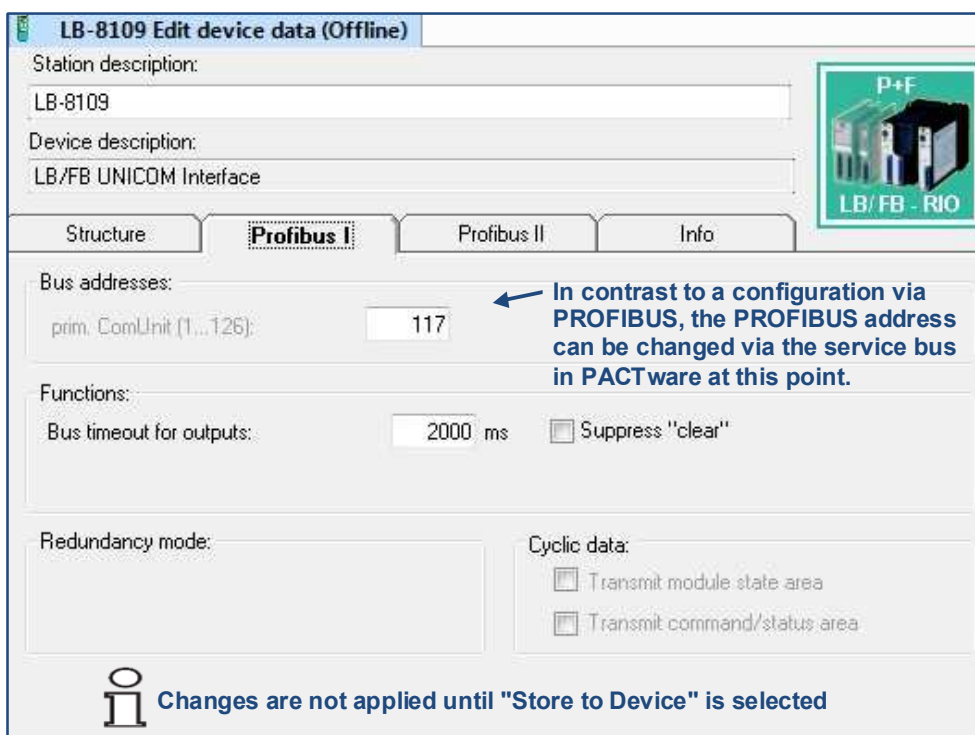 LB-8109 Edit device data (Offline)
Station description:
LB-8109
Device description:
LB/FB UNICOM Interface
P+F
LB/FB - RIO
Structure
Profibus I
Profibus II
Info
Bus addresses:
prim. ComUnit (1...126):
117
In contrast to a configuration via
PROFIBUS, the PROFIBUS address
can be changed via the service bus
in PACTware at this point.
Functions:
Bus timeout for outputs:
2000 ms
Suppress "clear"
Redundancy mode:
Cyclic data:
Transmit module state area
Transmit command/status area
Changes are not applied until "Store to Device" is selected